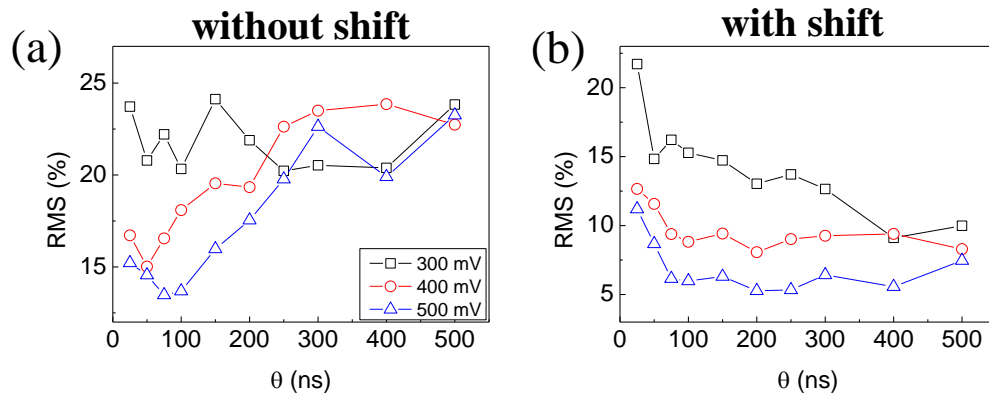 (a)
without shift
25
20
15
RMS (%)
0 100 200 300 400 500
θ (ns)
300 mV
400 mV
500 mV
(b)
with shift
20
15
10
5
RMS (%)
0 100 200 300 400 500
θ (ns)